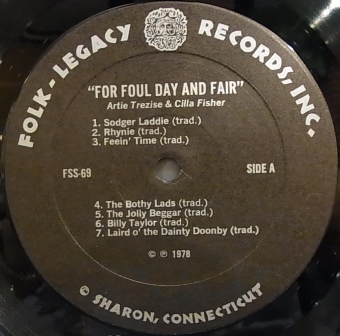 FOLK-LEGACY RECORDS, INC.
"FOR FOUL DAY AND FAIR"
Artie Trezise & Cilla Fisher
1. Sodger Laddie (trad.)
2. Rhynie (trad.)
3. Feein' Time (trad.)
FSS-69
SIDE A
4. The Bothy Lads (trad.)
5. The Jolly Beggar (trad.)
6. Billy Taylor (trad.)
7. Laird o' the Dainty Doonby (trad.)
© ℗ 1978
© SHARON, CONNECTICUT